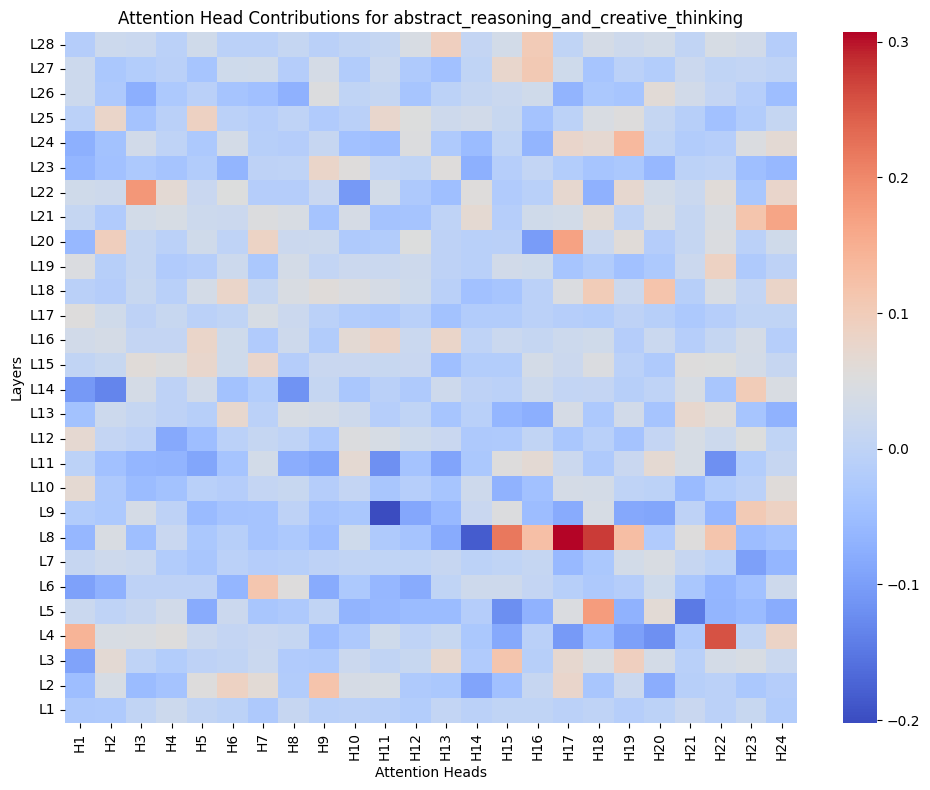 Attention Head Contributions for abstract_reasoning_and_creative_thinking
Layers
L28
L27
L26
L25
L24
L23
L22
L21
L20
L19
L18
L17
L16
L15
L14
L13
L12
L11
L10
L9
L8
L7
L6
L5
L4
L3
L2
L1
H1 H2 H3 H4 H5 H6 H7 H8 H9 H10 H11 H12 H13 H14 H15 H16 H17 H18 H19 H20 H21 H22 H23 H24
Attention Heads
0.3
0.2
0.1
0.0
−0.1
−0.2